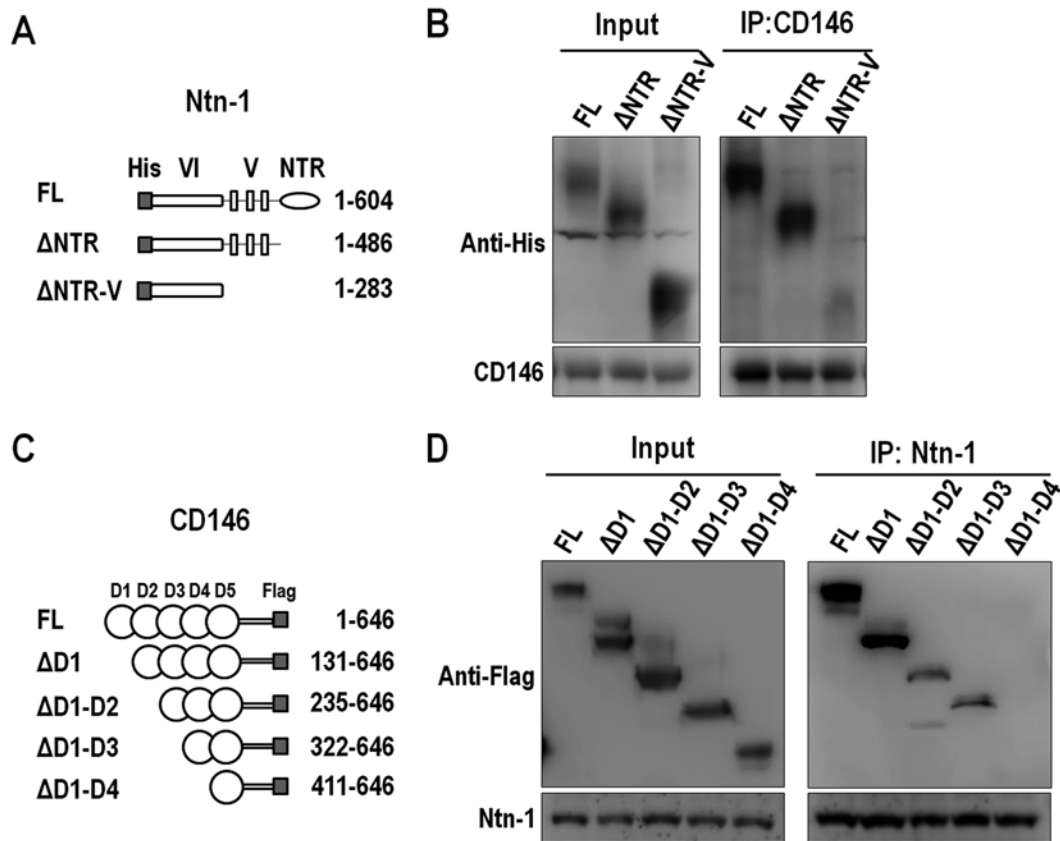 A
Ntn-1
His VI V NTR
FL 1-604
ΔNTR 1-486
ΔNTR-V 1-283
B
Input IP:CD146
FL ΔNTR ΔNTR-V FL ΔNTR ΔNTR-V
Anti-His
CD146
C
CD146
D1 D2 D3 D4 D5 Flag
FL 1-646
ΔD1 131-646
ΔD1-D2 235-646
ΔD1-D3 322-646
ΔD1-D4 411-646
D
Input IP: Ntn-1
FL ΔD1 ΔD1-D2 ΔD1-D3 ΔD1-D4 FL ΔD1 ΔD1-D2 ΔD1-D3 ΔD1-D4
Anti-Flag
Ntn-1